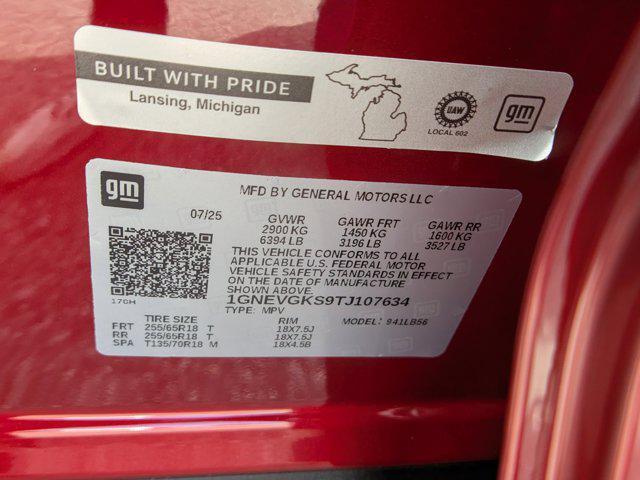 BUILT WITH PRIDE
Lansing, Michigan
UAW
LOCAL 602
gm
gm
MFD BY GENERAL MOTORS LLC
07/25 GVWR GAWR FRT GAWR RR
2900 KG 1450 KG 1600 KG
6394 LB 3196 LB 3527 LB
THIS VEHICLE CONFORMS TO ALL
APPLICABLE U.S. FEDERAL MOTOR
VEHICLE SAFETY STANDARDS IN EFFECT
ON THE DATE OF MANUFACTURE
SHOWN ABOVE.
17CH
1GNEVGKS9TJ107634
TYPE: MPV
TIRE SIZE RIM MODEL: 941LB56
FRT 255/65R18 T 18X7.5J
RR 255/65R18 T 18X7.5J
SPA T135/70R18 M 18X4.5B